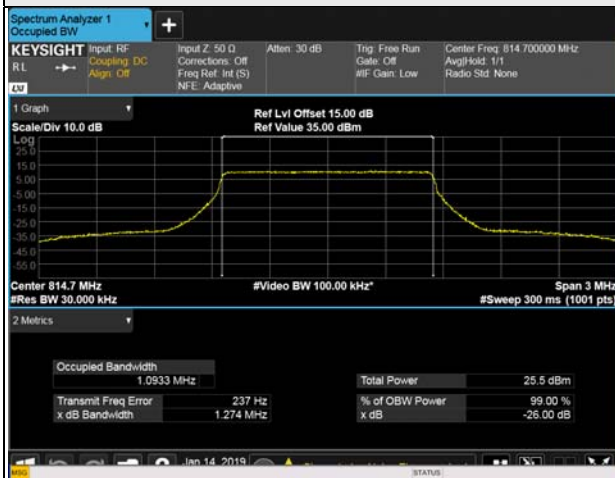 Spectrum Analyzer 1
Occupied BW
KEYSIGHT
RL
Input: RF
Coupling: DC
Align: Off
Input Z: 50 Ω
Corrections: Off
Freq Ref: Int (S)
NFE: Adaptive
Atten: 30 dB
Trig: Free Run
Gate: Off
#IF Gain: Low
Center Freq: 814.700000 MHz
Avg|Hold: 1/1
Radio Std: None
LXI
1 Graph
Scale/Div 10.0 dB
Ref Lvl Offset 15.00 dB
Ref Value 35.00 dBm
Log
25.0
15.0
5.00
-5.00
-15.0
-25.0
-35.0
-45.0
-55.0
Center 814.7 MHz
#Video BW 100.00 kHz*
Span 3 MHz
#Res BW 30.000 kHz
#Sweep 300 ms (1001 pts)
2 Metrics
Occupied Bandwidth
1.0933 MHz
Total Power
25.5 dBm
Transmit Freq Error
237 Hz
% of OBW Power
99.00 %
x dB Bandwidth
1.274 MHz
x dB
-26.00 dB
Jan 14, 2019
MSG
STATUS